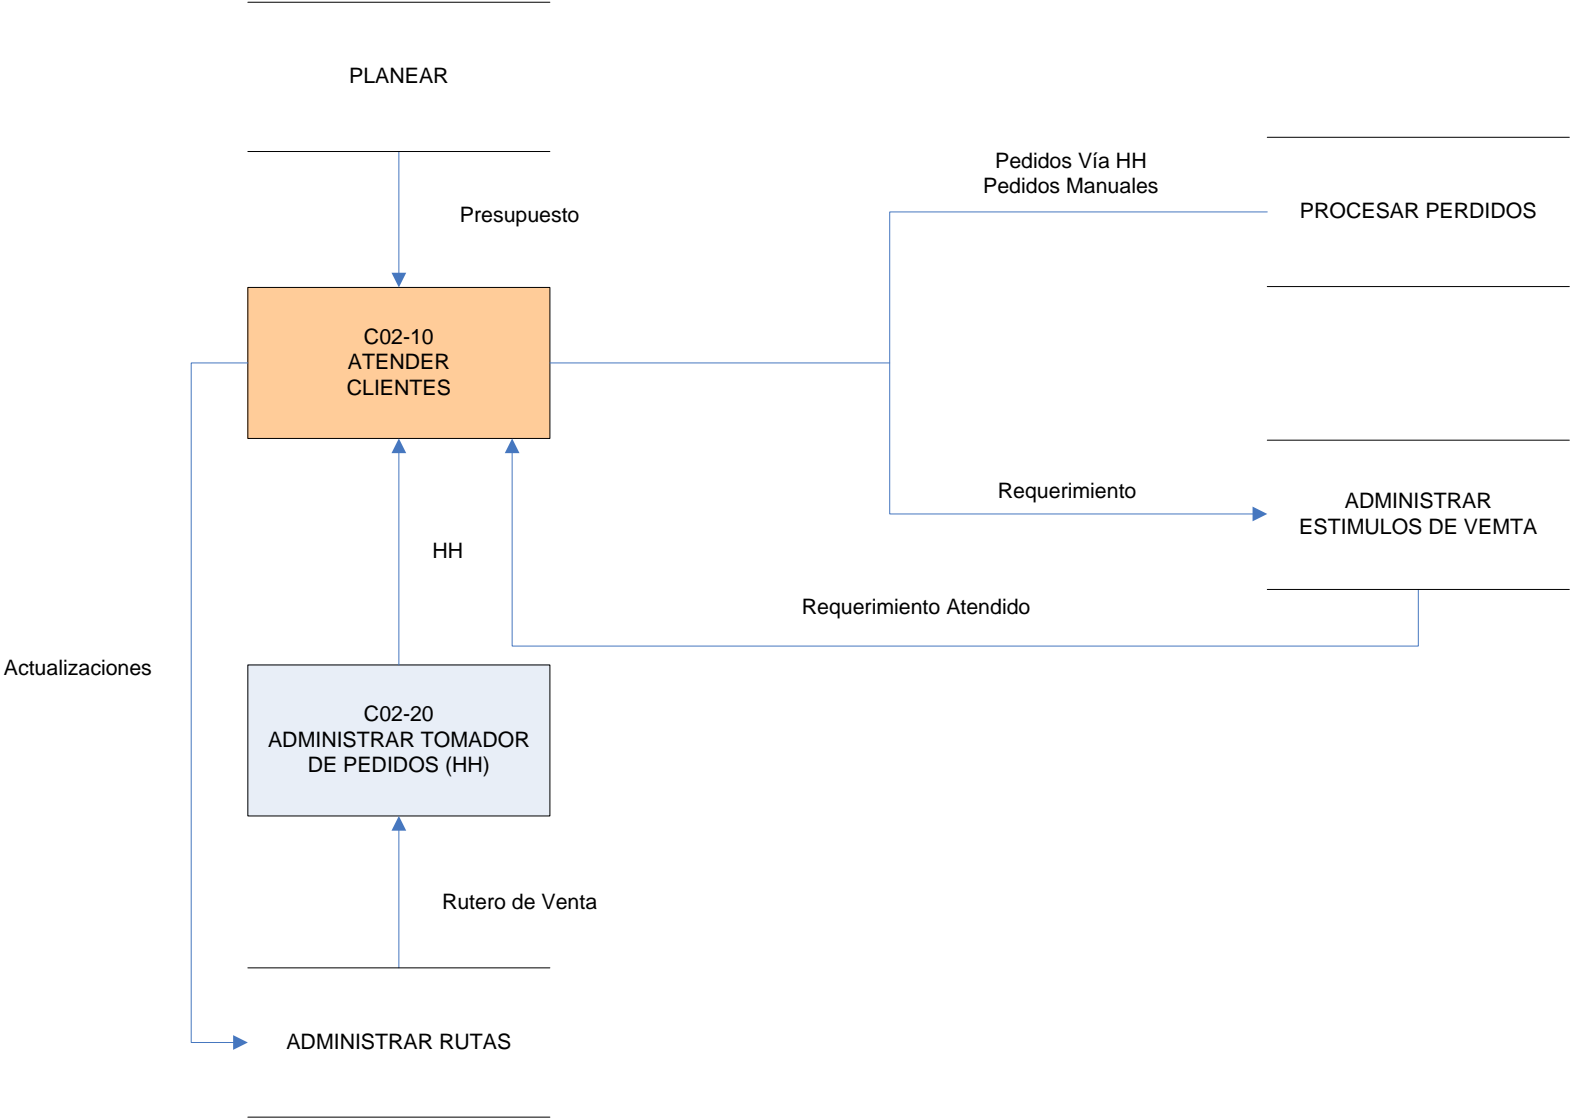 PLANEAR
Presupuesto
Pedidos Vía HH
Pedidos Manuales
PROCESAR PERDIDOS
C02-10
ATENDER
CLIENTES
Requerimiento
ADMINISTRAR
ESTIMULOS DE VEMTA
HH
Requerimiento Atendido
Actualizaciones
C02-20
ADMINISTRAR TOMADOR
DE PEDIDOS (HH)
Rutero de Venta
ADMINISTRAR RUTAS